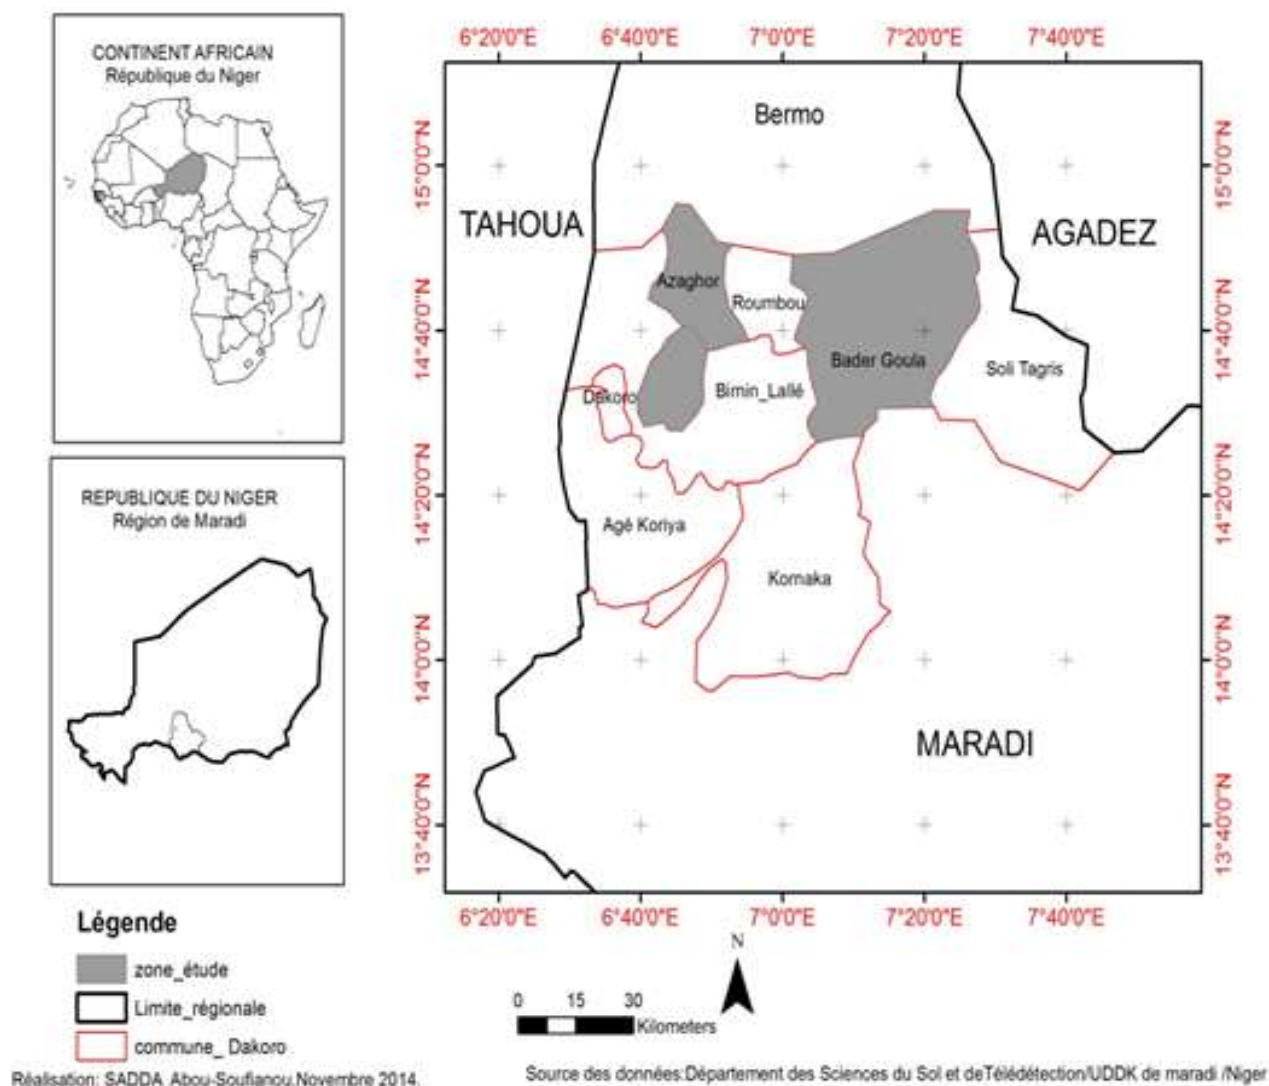 CONTINENT AFRICAIN
République du Niger
REPUBLIQUE DU NIGER
Région de Maradi
6°20'0"E 6°40'0"E 7°0'0"E 7°20'0"E 7°40'0"E
15°0'0"N
14°40'0"N
14°20'0"N
14°0'0"N
13°40'0"N
Bermo
TAHOUA
AGADEZ
Azaghor
Roumbou
Bader Goula
Soli Tagris
Dakoro
Bimin_Lallé
Agé Koriya
Kornaka
MARADI
15°0'0"N
14°40'0"N
14°20'0"N
14°0'0"N
13°40'0"N
6°20'0"E 6°40'0"E 7°0'0"E 7°20'0"E 7°40'0"E
Légende
zone_étude
Limite_régionale
commune_ Dakoro
N
0 15 30
Kilometers
Réalisation: SADDA Abou-Soufianou,Novembre 2014.
Source des données:Département des Sciences du Sol et deTélédétection/UDDK de maradi /Niger